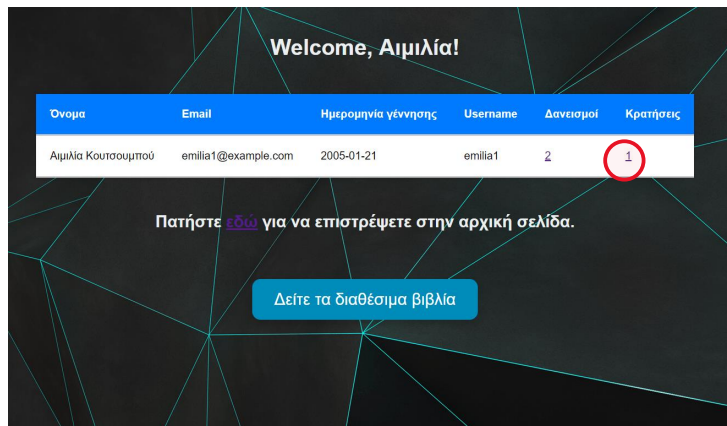 Welcome, Αιμιλία!
Όνομα Email Ημερομηνία γέννησης Username Δανεισμοί Κρατήσεις
Αιμιλία Κουτσουμπού emilia1@example.com 2005-01-21 emilia1 2 1
Πατήστε εδώ για να επιστρέψετε στην αρχική σελίδα.
Δείτε τα διαθέσιμα βιβλία